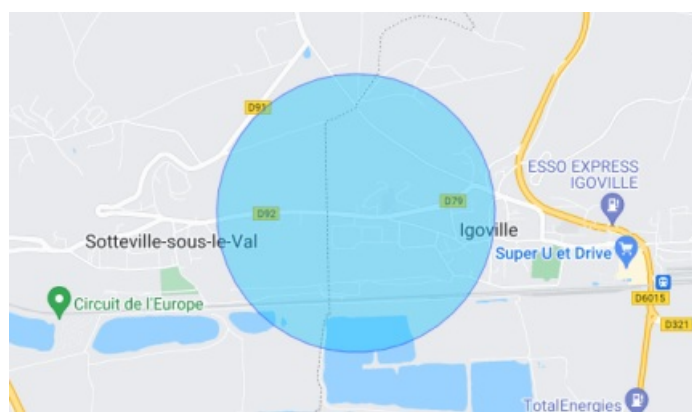 D93
ESSO EXPRESS
IGOVILLE
D79
D92
Igoville
Sotteville-sous-le-Val
Super U et Drive
Circuit de l'Europe
D6015
D321
TotalEnergies